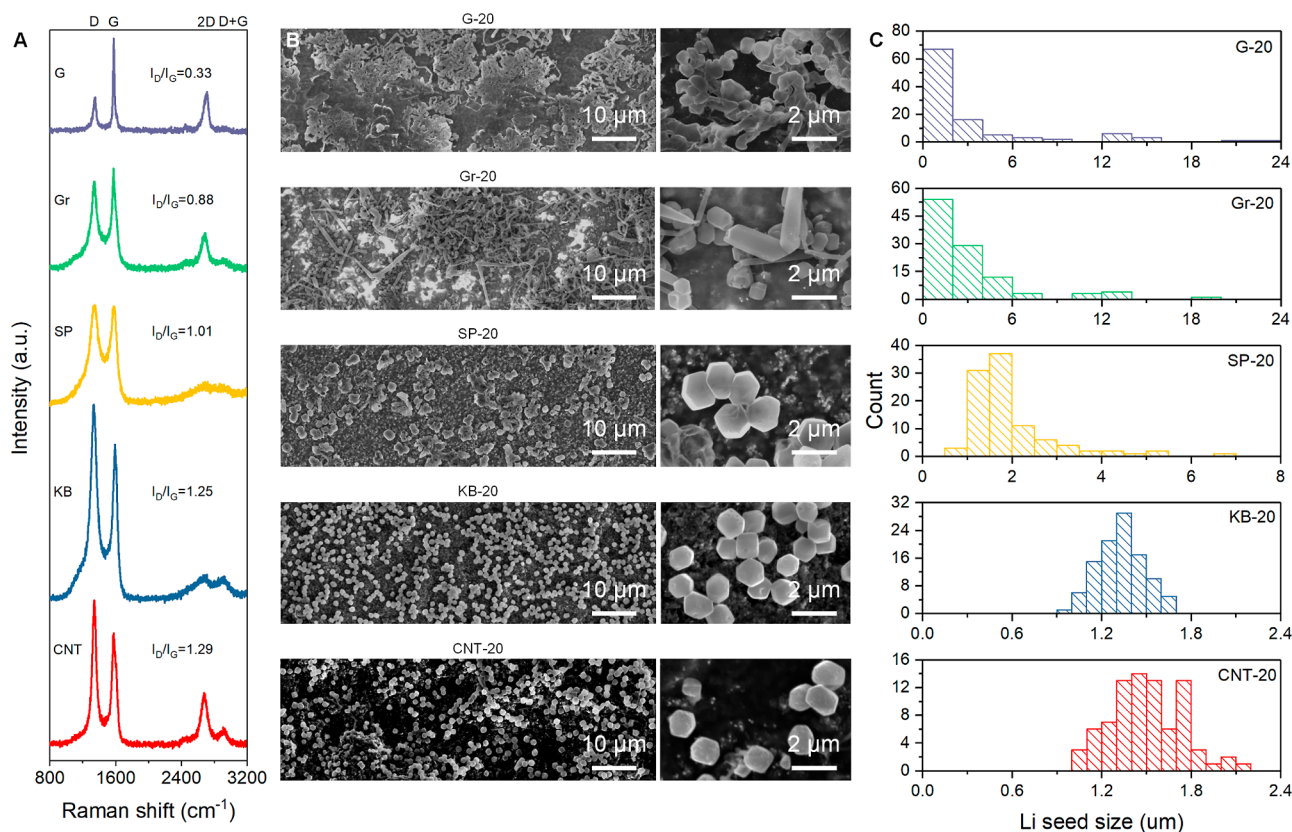 A
D G 2D D+G
G
I_D/I_G=0.33
Gr
I_D/I_G=0.88
SP
I_D/I_G=1.01
KB
I_D/I_G=1.25
CNT
I_D/I_G=1.29
800 1600 2400 3200
Raman shift (cm⁻¹)
Intensity (a.u.)
B
G-20
10 μm
2 μm
Gr-20
10 μm
2 μm
SP-20
10 μm
2 μm
KB-20
10 μm
2 μm
CNT-20
10 μm
2 μm
C
G-20
80
60
40
20
0
0 6 12 18 24
Gr-20
60
45
30
15
0
0 6 12 18 24
SP-20
40
30
20
10
0
0 2 4 6 8
KB-20
32
24
16
8
0
0.0 0.6 1.2 1.8 2.4
CNT-20
16
12
8
4
0
0.0 0.6 1.2 1.8 2.4
Count
Li seed size (um)